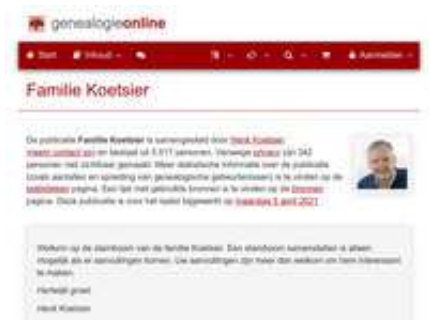 genealogieonline
Start Inhoud Aanmelden
Familie Koetsier
De publicatie Familie Koetsier is samengesteld door Henk Koetsier
(neem contact op) en bestaat uit 5.511 personen. Vanwege privacy zijn 342
personen niet zichtbaar gemaakt. Meer statistische informatie over de publicatie
(zoals aantallen en spreiding van genealogische gebeurtenissen) is te vinden op de
statistieken pagina. Een lijst met gebruikte bronnen is te vinden op de bronnen
pagina. Deze publicatie is voor het laatst bijgewerkt op maandag 5 april 2021.
Welkom op de stamboom van de familie Koetsier. Een stamboom samenstellen is alleen
mogelijk als er aanvullingen komen. Uw aanvullingen zijn meer dan welkom om hem interessant
te maken.
Hartelijk groet
Henk Koetsier